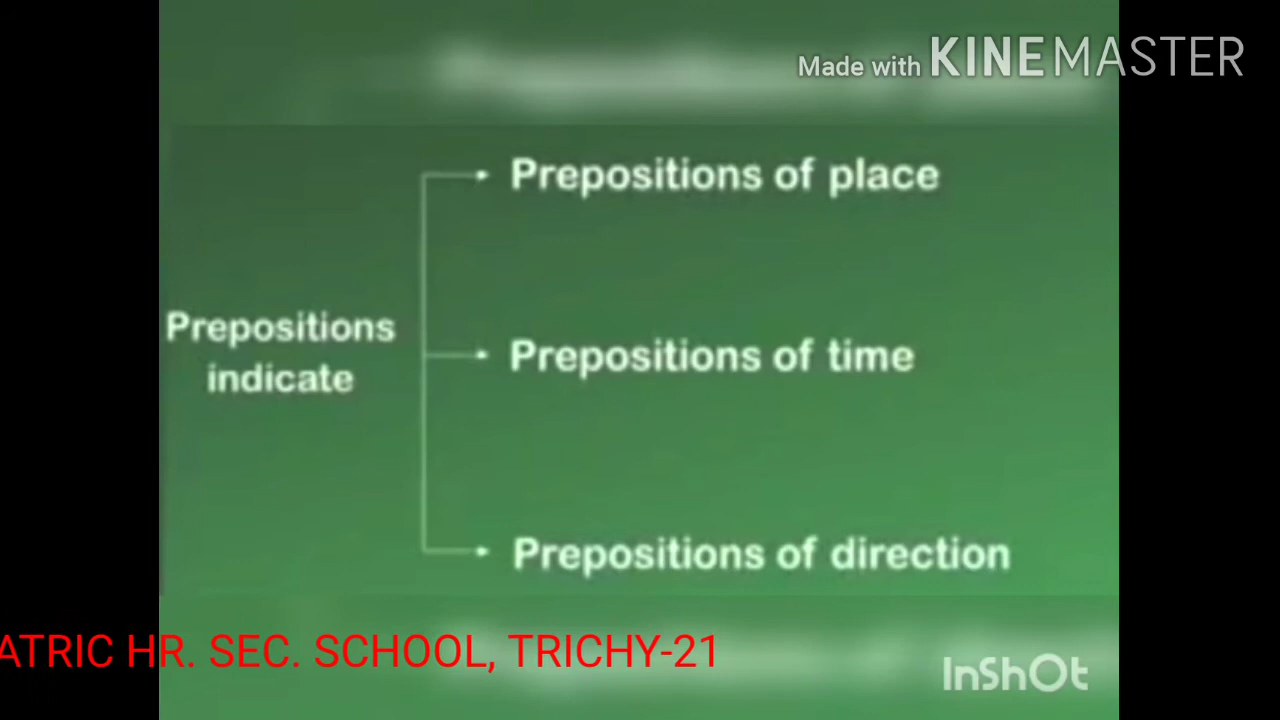 Made with KINEMASTER
Prepositions of place
Prepositions
indicate
Prepositions of time
Prepositions of direction
HR. SEC. SCHOOL, TRICHY-21
InShOt